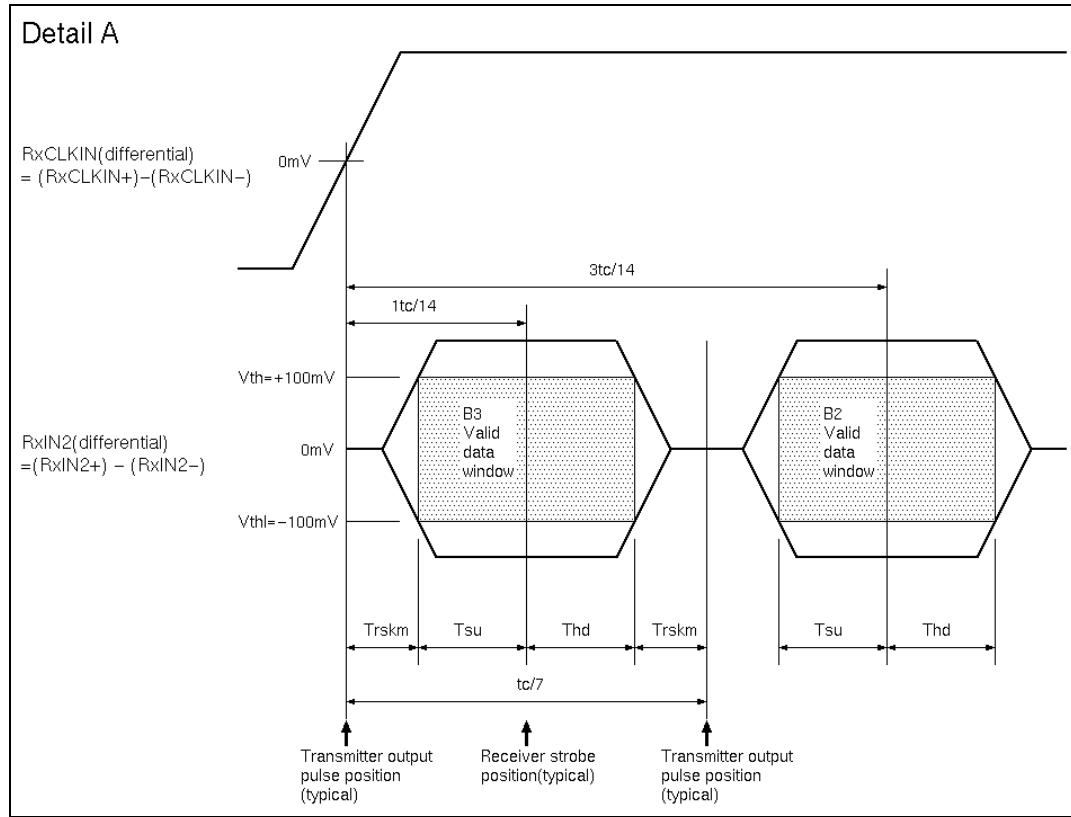 Detail A
RxCLKIN(differential)
= (RxCLKIN+)−(RxCLKIN−)
0mV
3tc/14
1tc/14
Vth=+100mV
RxIN2(differential)
=(RxIN2+) − (RxIN2−)
0mV
Vthl=−100mV
B3
Valid
data
window
B2
Valid
data
window
Trskm
Tsu
Thd
Trskm
Tsu
Thd
tc/7
Transmitter output
pulse position
(typical)
Receiver strobe
position(typical)
Transmitter output
pulse position
(typical)